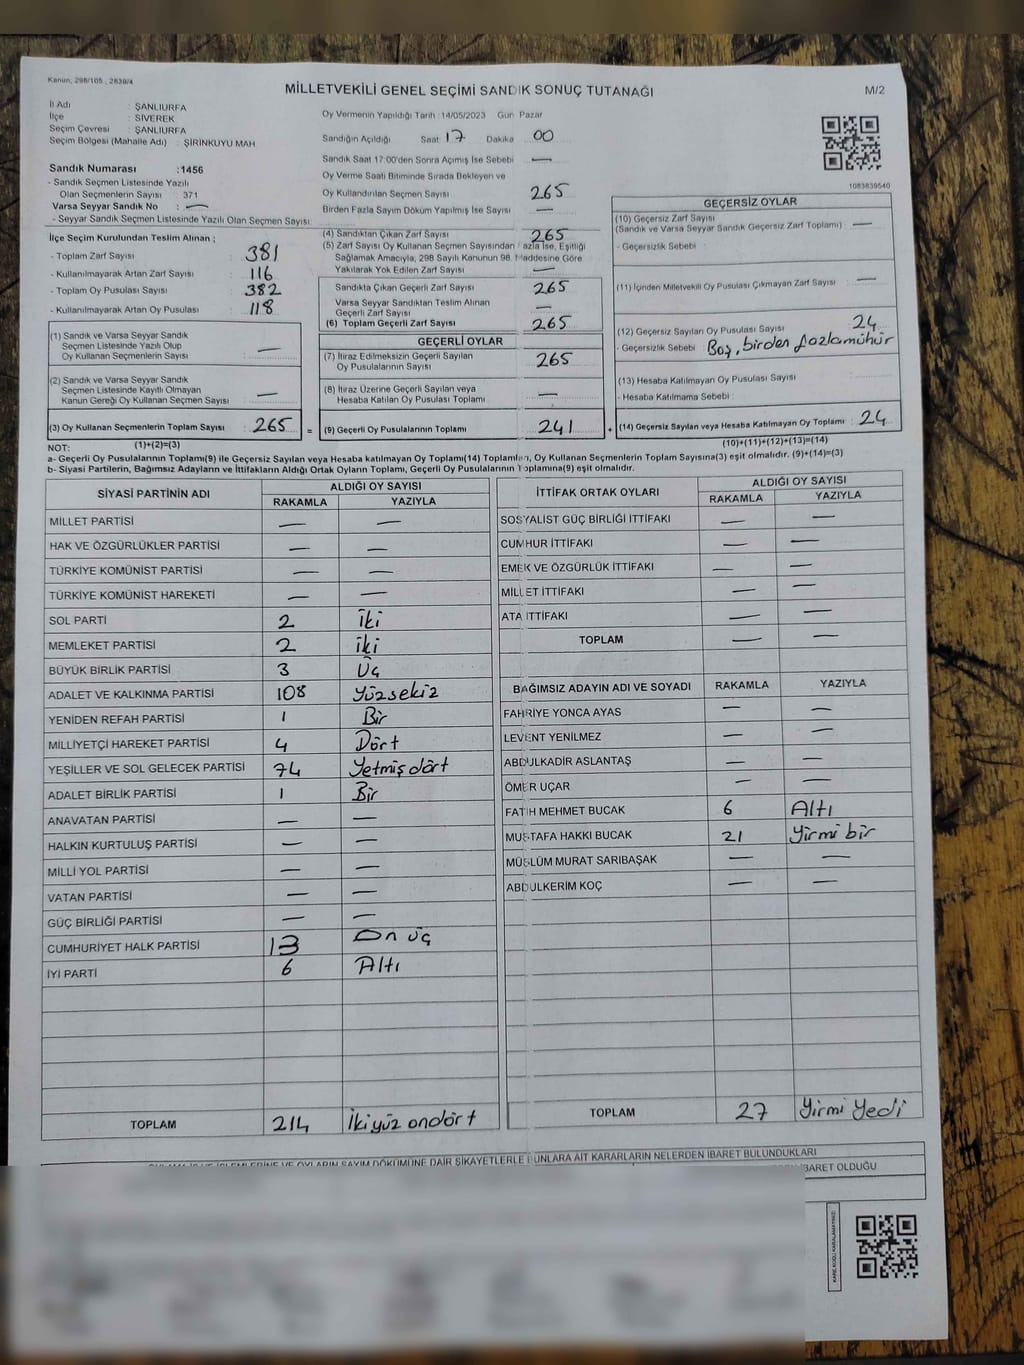 Kanun, 298/105 , 2839/4
MİLLETVEKİLİ GENEL SEÇİMİ SANDIK SONUÇ TUTANAĞI
M/2
İl Adı : ŞANLIURFA
İlçe : SİVEREK
Seçim Çevresi : ŞANLIURFA
Seçim Bölgesi (Mahalle Adı) : ŞİRİNKUYU MAH
Sandık Numarası :1456
- Sandık Seçmen Listesinde Yazılı
Olan Seçmenlerin Sayısı : 371
Varsa Seyyar Sandık No : —
- Seyyar Sandık Seçmen Listesinde Yazılı Olan Seçmen Sayısı:
Oy Vermenin Yapıldığı Tarih :14/05/2023 Gün Pazar
Sandığın Açıldığı Saat 17 Dakika 00
Sandık Saat 17:00'den Sonra Açımış İse Sebebi —
Oy Verme Saati Bitiminde Sırada Bekleyen ve
Oy Kullandırılan Seçmen Sayısı 265
Birden Fazla Sayım Döküm Yapılmış İse Sayısı —
1083839540
İlçe Seçim Kurulundan Teslim Alınan ;
- Toplam Zarf Sayısı : 381
- Kullanılmayarak Artan Zarf Sayısı : 116
- Toplam Oy Pusulası Sayısı : 382
- Kullanılmayarak Artan Oy Pusulası : 118
(4) Sandıktan Çıkan Zarf Sayısı 265
(5) Zarf Sayısı Oy Kullanan Seçmen Sayısından Fazla İse, Eşitliği
Sağlamak Amacıyla, 298 Sayılı Kanunun 98. Maddesine Göre
Yakılarak Yok Edilen Zarf Sayısı —
Sandıkta Çıkan Geçerli Zarf Sayısı 265
Varsa Seyyar Sandıktan Teslim Alınan
Geçerli Zarf Sayısı —
(6) Toplam Geçerli Zarf Sayısı 265
GEÇERSİZ OYLAR
(10) Geçersiz Zarf Sayısı
(Sandık ve Varsa Seyyar Sandık Geçersiz Zarf Toplamı) —
- Geçersizlik Sebebi :
(11) İçinden Milletvekili Oy Pusulası Çıkmayan Zarf Sayısı —
(12) Geçersiz Sayılan Oy Pusulası Sayısı 24
- Geçersizlik Sebebi : Boş, birden fazla mühür
(13) Hesaba Katılmayan Oy Pusulası Sayısı
- Hesaba Katılmama Sebebi :
(14) Geçersiz Sayılan veya Hesaba Katılmayan Oy Toplamı : 24
(10)+(11)+(12)+(13)=(14)
(1) Sandık ve Varsa Seyyar Sandık
Seçmen Listesinde Yazılı Olup
Oy Kullanan Seçmenlerin Sayısı —
(2) Sandık ve Varsa Seyyar Sandık
Seçmen Listesinde Kayıtlı Olmayan
Kanun Gereği Oy Kullanan Seçmen Sayısı —
(3) Oy Kullanan Seçmenlerin Toplam Sayısı : 265 =
(1)+(2)=(3)
GEÇERLİ OYLAR
(7) İtiraz Edilmeksizin Geçerli Sayılan
Oy Pusulalarının Sayısı 265
(8) İtiraz Üzerine Geçerli Sayılan veya
Hesaba Katılan Oy Pusulası Toplamı —
(9) Geçerli Oy Pusulalarının Toplamı 241 +
NOT:
a- Geçerli Oy Pusulalarının Toplamı(9) ile Geçersiz Sayılan veya Hesaba katılmayan Oy Toplamı(14) Toplamları, Oy Kullanan Seçmenlerin Toplam Sayısına(3) eşit olmalıdır. (9)+(14)=(3)
b- Siyasi Partilerin, Bağımsız Adayların ve İttifakların Aldığı Ortak Oyların Toplamı, Geçerli Oy Pusulalarının Toplamına(9) eşit olmalıdır.
SİYASİ PARTİNİN ADI ALDIĞI OY SAYISI
RAKAMLA YAZIYLA
MİLLET PARTİSİ — —
HAK VE ÖZGÜRLÜKLER PARTİSİ — —
TÜRKİYE KOMÜNİST PARTİSİ — —
TÜRKİYE KOMÜNİST HAREKETİ — —
SOL PARTİ 2 İki
MEMLEKET PARTİSİ 2 İki
BÜYÜK BİRLİK PARTİSİ 3 Üç
ADALET VE KALKINMA PARTİSİ 108 Yüzsekiz
YENİDEN REFAH PARTİSİ 1 Bir
MİLLİYETÇİ HAREKET PARTİSİ 4 Dört
YEŞİLLER VE SOL GELECEK PARTİSİ 74 Yetmiş dört
ADALET BİRLİK PARTİSİ 1 Bir
ANAVATAN PARTİSİ — —
HALKIN KURTULUŞ PARTİSİ — —
MİLLİ YOL PARTİSİ — —
VATAN PARTİSİ — —
GÜÇ BİRLİĞİ PARTİSİ — —
CUMHURİYET HALK PARTİSİ 13 On üç
İYİ PARTİ 6 Altı
TOPLAM 214 İkiyüz ondört
İTTİFAK ORTAK OYLARI ALDIĞI OY SAYISI
RAKAMLA YAZIYLA
SOSYALİST GÜÇ BİRLİĞİ İTTİFAKI — —
CUMHUR İTTİFAKI — —
EMEK VE ÖZGÜRLÜK İTTİFAKI — —
MİLLET İTTİFAKI — —
ATA İTTİFAKI — —
TOPLAM — —
BAĞIMSIZ ADAYIN ADI VE SOYADI RAKAMLA YAZIYLA
FAHRİYE YONCA AYAS — —
LEVENT YENİLMEZ — —
ABDULKADİR ASLANTAŞ — —
ÖMER UÇAR — —
FATİH MEHMET BUCAK 6 Altı
MUSTAFA HAKKI BUCAK 21 Yirmi bir
MÜSLÜM MURAT SARIBAŞAK — —
ABDULKERİM KOÇ — —
TOPLAM 27 Yirmi Yedi
OYLARIN SAYIM DÖKÜMÜNE DAİR ŞİKAYETLERLE BUNLARA AİT KARARLARIN NELERDEN İBARET BULUNDUKLARI
İBARET OLDUĞU